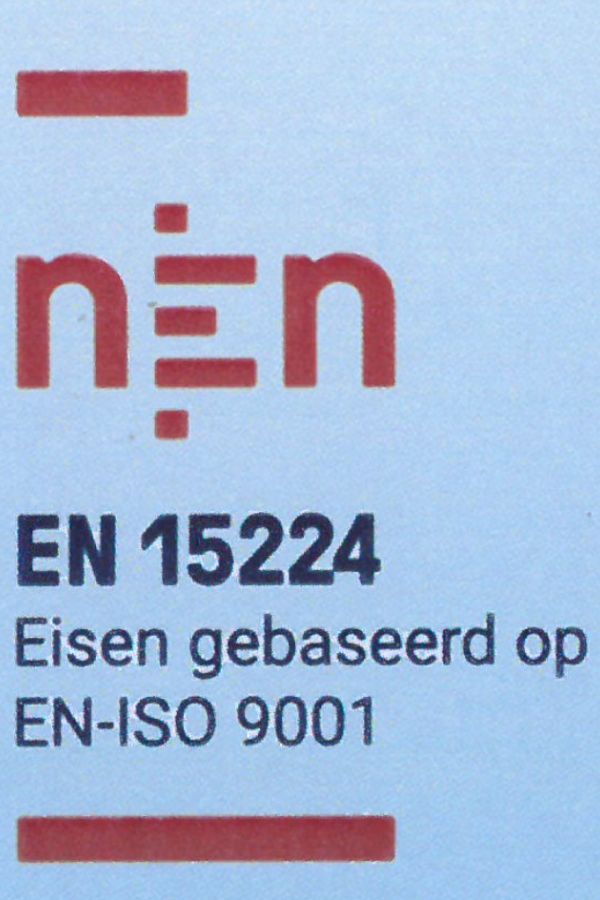 nEn
EN 15224
Eisen gebaseerd op
EN-ISO 9001